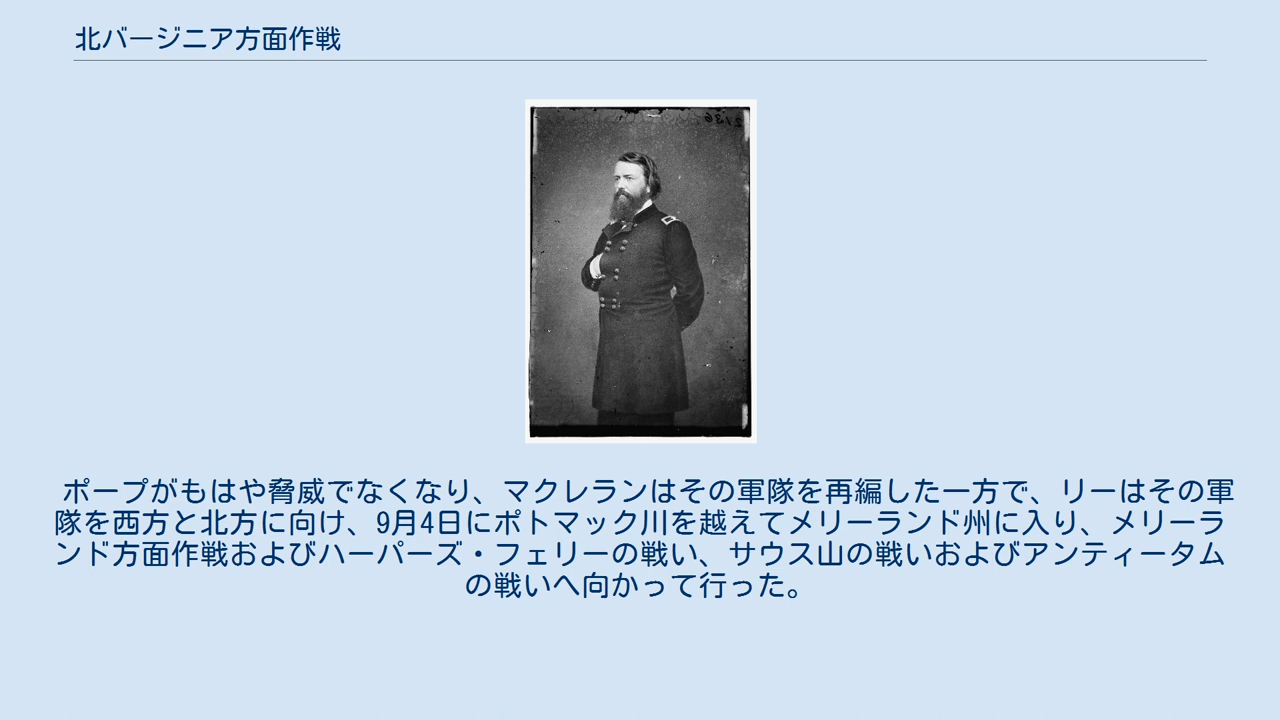 北バージニア方面作戦
ポープがもはや脅威でなくなり、マクレランはその軍隊を再編した一方で、リーはその軍
隊を西方と北方に向け、9月4日にポトマック川を越えてメリーランド州に入り、メリーラ
ンド方面作戦およびハーパーズ・フェリーの戦い、サウス山の戦いおよびアンティータム
の戦いへ向かって行った。